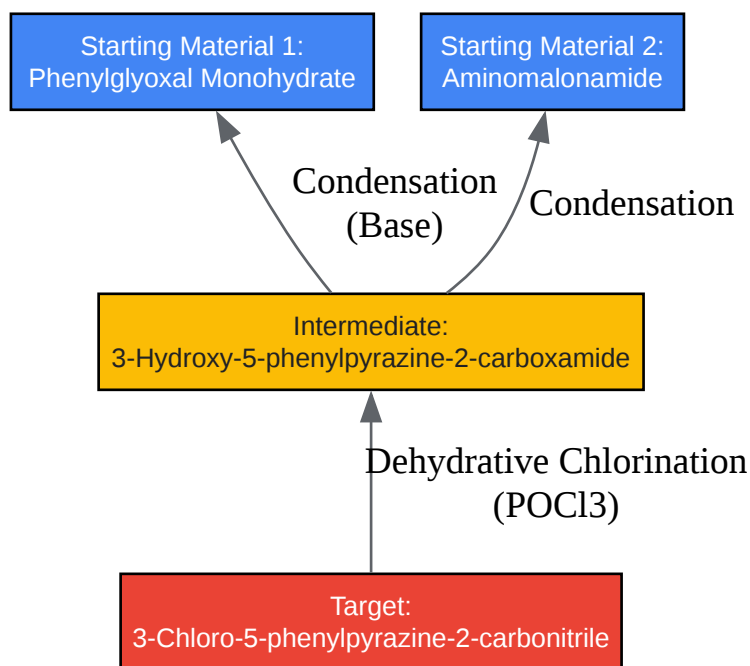 Starting Material 1:
Phenylglyoxal Monohydrate
Starting Material 2:
Aminomalonamide
Condensation
(Base)
Condensation
Intermediate:
3-Hydroxy-5-phenylpyrazine-2-carboxamide
Dehydrative Chlorination
(POCl3)
Target:
3-Chloro-5-phenylpyrazine-2-carbonitrile